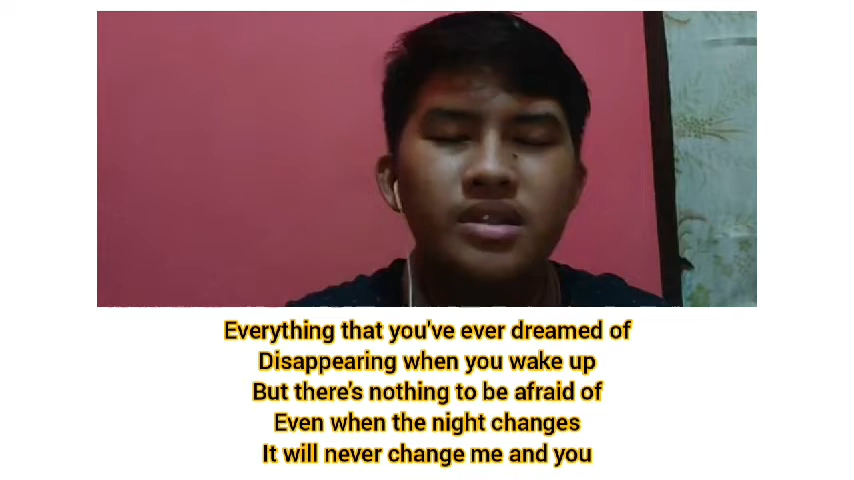 Everything that you've ever dreamed of
Disappearing when you wake up
But there's nothing to be afraid of
Even when the night changes
It will never change me and you